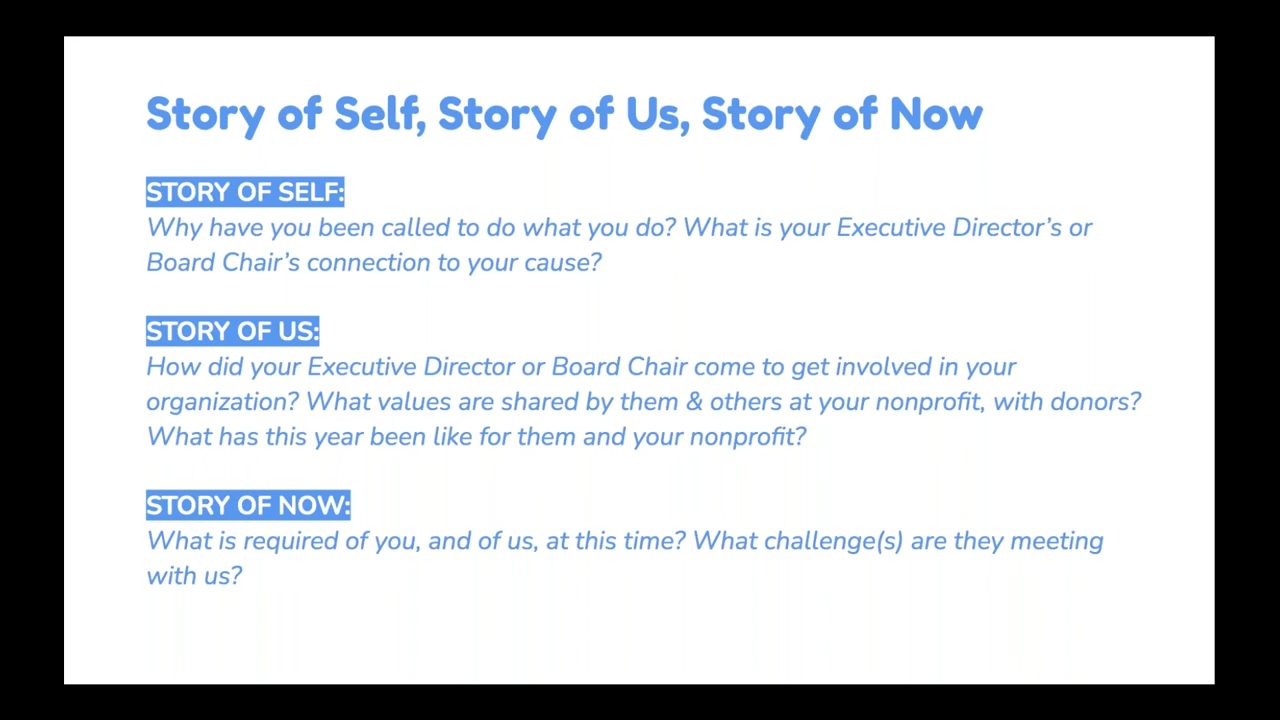 Story of Self, Story of Us, Story of Now
STORY OF SELF:
Why have you been called to do what you do? What is your Executive Director’s or
Board Chair’s connection to your cause?
STORY OF US:
How did your Executive Director or Board Chair come to get involved in your
organization? What values are shared by them & others at your nonprofit, with donors?
What has this year been like for them and your nonprofit?
STORY OF NOW:
What is required of you, and of us, at this time? What challenge(s) are they meeting
with us?